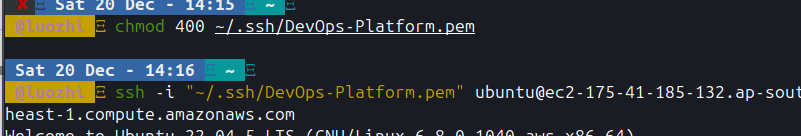 ✘ Sat 20 Dec - 14:15 ~
@luozhi chmod 400 ~/.ssh/DevOps-Platform.pem
Sat 20 Dec - 14:16 ~
@luozhi ssh -i "~/.ssh/DevOps-Platform.pem" ubuntu@ec2-175-41-185-132.ap-sout
heast-1.compute.amazonaws.com
Welcome to Ubuntu 22.04.5 LTS (GNU/Linux 6.8.0-1040-aws x86_64)